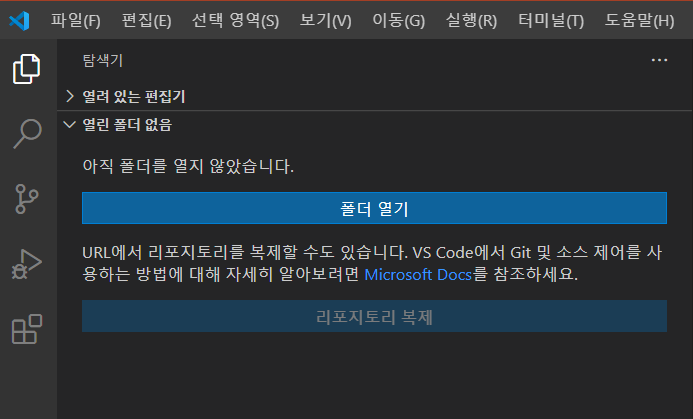 파일(F) 편집(E) 선택 영역(S) 보기(V) 이동(G) 실행(R) 터미널(T) 도움말(H)
탐색기
열려 있는 편집기
열린 폴더 없음
아직 폴더를 열지 않았습니다.
폴더 열기
URL에서 리포지토리를 복제할 수도 있습니다. VS Code에서 Git 및 소스 제어를 사
용하는 방법에 대해 자세히 알아보려면 Microsoft Docs를 참조하세요.
리포지토리 복제